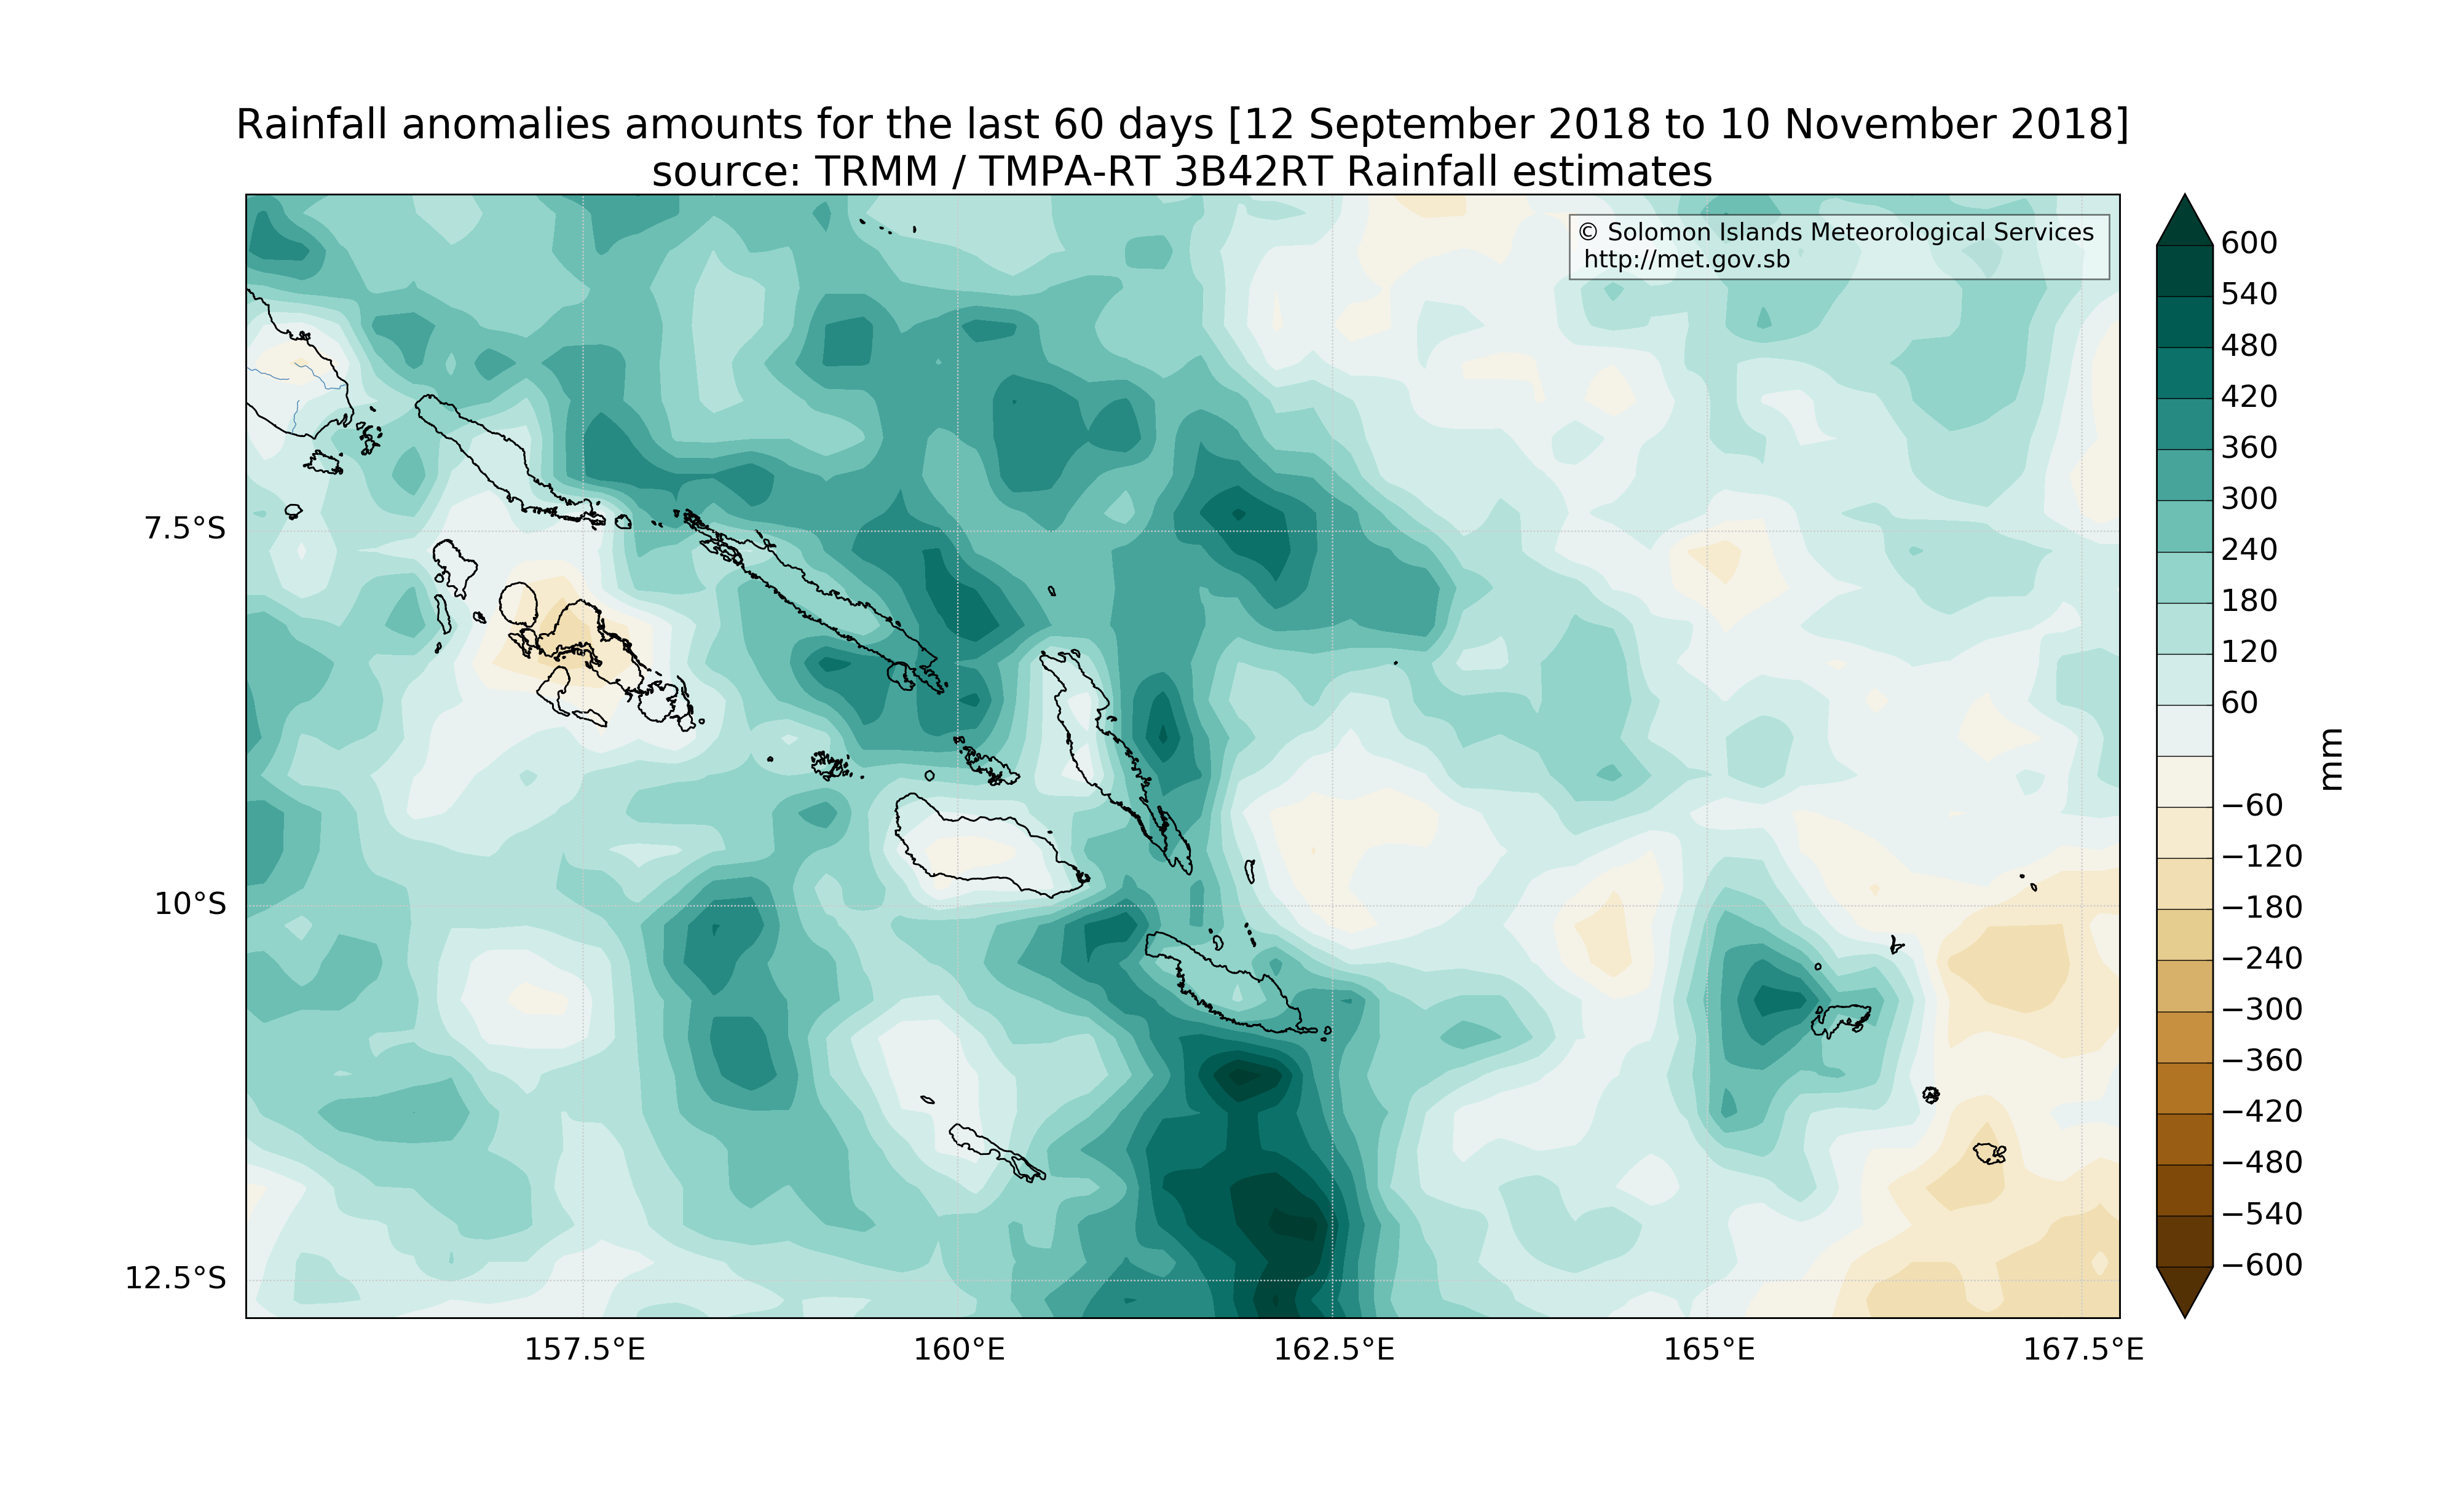 Rainfall anomalies amounts for the last 60 days [12 September 2018 to 10 November 2018]
source: TRMM / TMPA-RT 3B42RT Rainfall estimates
© Solomon Islands Meteorological Services
http://met.gov.sb
7.5°S
10°S
12.5°S
157.5°E
160°E
162.5°E
165°E
167.5°E
600
540
480
420
360
300
240
180
120
60
−60
−120
−180
−240
−300
−360
−420
−480
−540
−600
mm